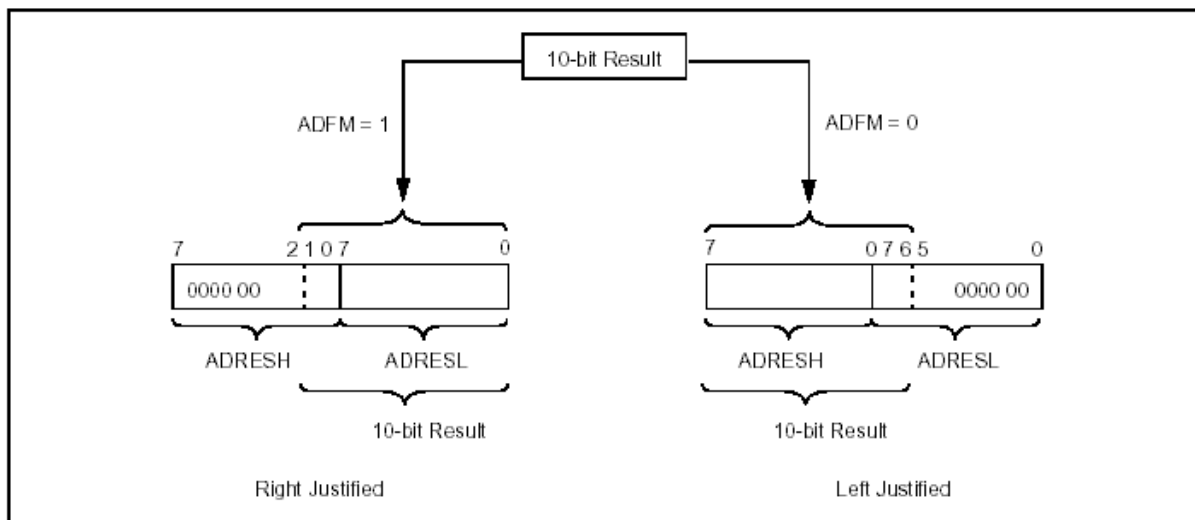 10-bit Result
ADFM = 1
ADFM = 0
7 2 1 0 7 0
7 0 7 6 5 0
0000 00
0000 00
ADRESH ADRESL
ADRESH ADRESL
10-bit Result
10-bit Result
Right Justified
Left Justified